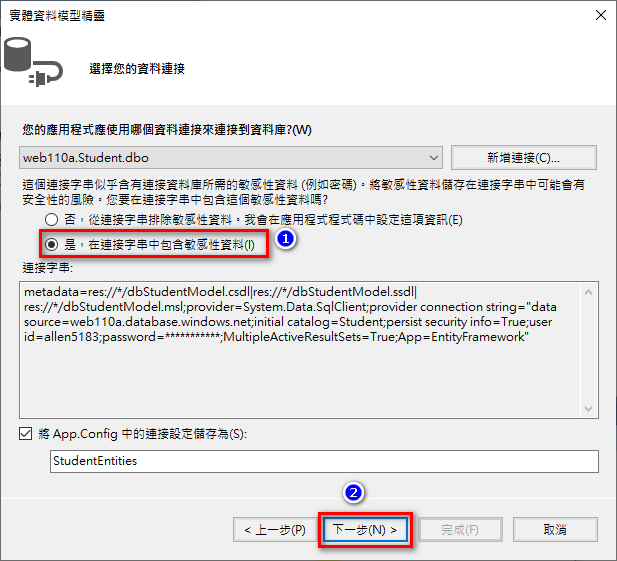 實體資料模型精靈
選擇您的資料連接
您的應用程式應使用哪個資料連接來連接到資料庫?(W)
web110a.Student.dbo
新增連接(C)...
這個連接字串似乎含有連接資料庫所需的敏感性資料 (例如密碼)。將敏感性資料儲存在連接字串中可能會有
安全性的風險。您要在連接字串中包含這個敏感性資料嗎?
否，從連接字串排除敏感性資料。我會在應用程式程式碼中設定這項資訊(E)
是，在連接字串中包含敏感性資料(I)
1
連接字串:
metadata=res://*/dbStudentModel.csdl|res://*/dbStudentModel.ssdl|
res://*/dbStudentModel.msl;provider=System.Data.SqlClient;provider connection string="data
source=web110a.database.windows.net;initial catalog=Student;persist security info=True;user
id=allen5183;password=***********;MultipleActiveResultSets=True;App=EntityFramework"
將 App.Config 中的連接設定儲存為(S):
StudentEntities
2
< 上一步(P)
下一步(N) >
完成(F)
取消